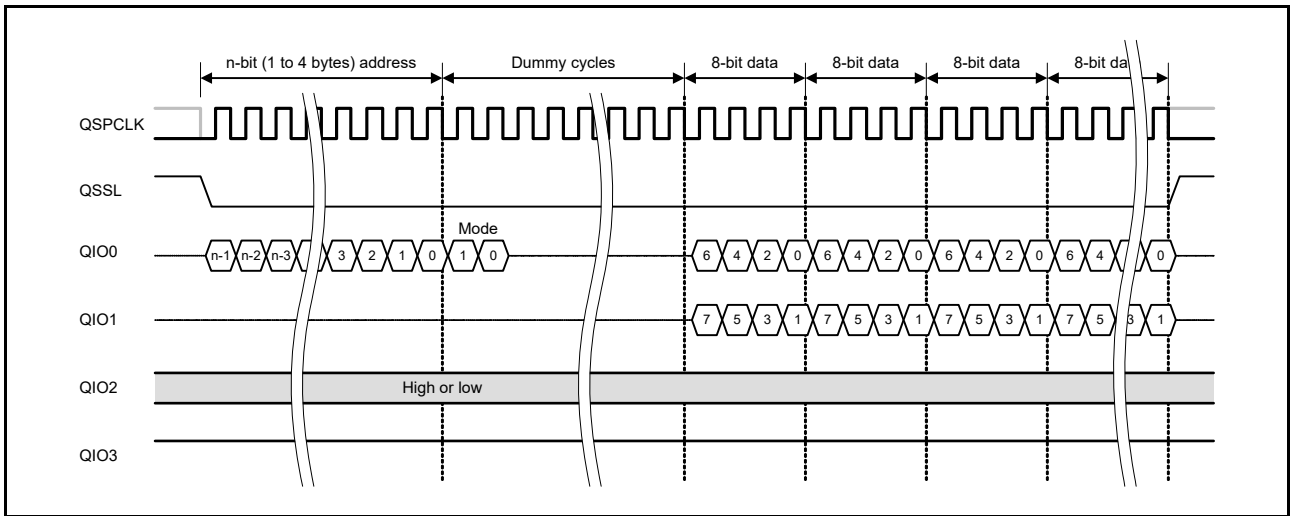 n-bit (1 to 4 bytes) address Dummy cycles 8-bit data 8-bit data 8-bit data 8-bit da
QSPCLK
QSSL
Mode
QIO0 n-1 n-2 n-3 3 2 1 0 1 0 6 4 2 0 6 4 2 0 6 4 2 0 6 4 0
QIO1 7 5 3 1 7 5 3 1 7 5 3 1 7 5 3 1
QIO2 High or low
QIO3